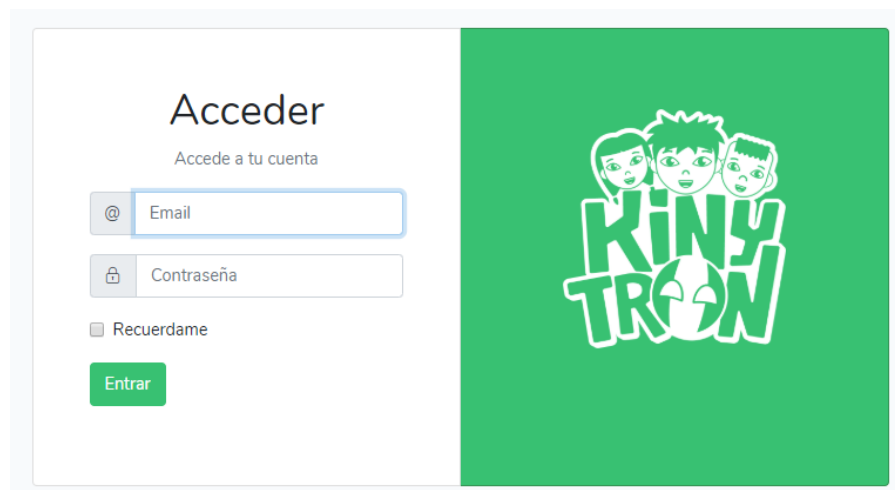 Acceder
Accede a tu cuenta
@ Email
Contraseña
Recuerdame
Entrar
KiNY
TRON